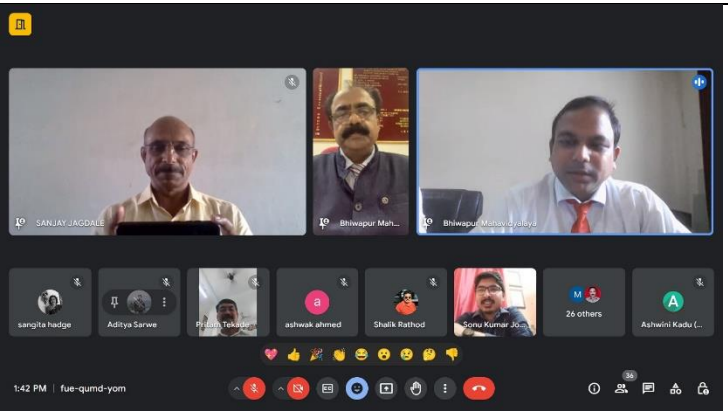 SANJAY JAGDALE
Bhiwapur Mah...
Bhiwapur Mahavidyalaya
sangita hadge
Aditya Sarwe
Pritam Tekade
a
ashwak ahmed
Shalik Rathod
Sonu Kumar Jo...
M
26 others
A
Ashwini Kadu (...
36
1:42 PM | fue-qumd-yom